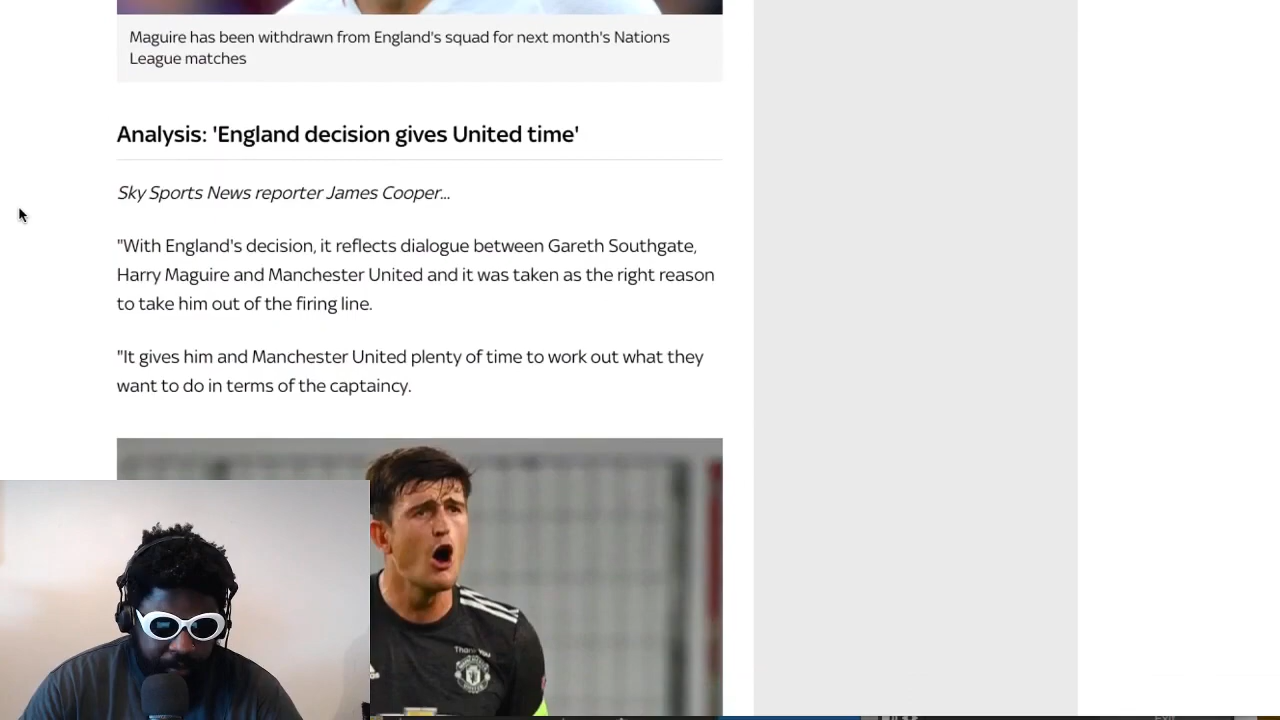 Maguire has been withdrawn from England's squad for next month's Nations
League matches
Analysis: 'England decision gives United time'
Sky Sports News reporter James Cooper...
"With England's decision, it reflects dialogue between Gareth Southgate,
Harry Maguire and Manchester United and it was taken as the right reason
to take him out of the firing line.
"It gives him and Manchester United plenty of time to work out what they
want to do in terms of the captaincy.
Thank You